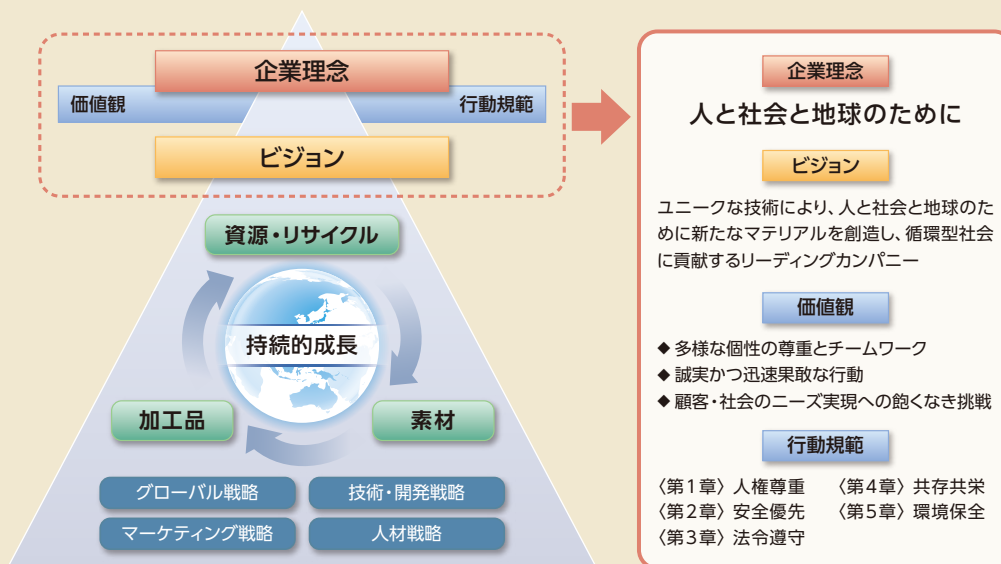 企業理念
価値観
行動規範
ビジョン
資源・リサイクル
持続的成長
加工品
素材
グローバル戦略
技術・開発戦略
マーケティング戦略
人材戦略
企業理念
人と社会と地球のために
ビジョン
ユニークな技術により、人と社会と地球のた
めに新たなマテリアルを創造し、循環型社会
に貢献するリーディングカンパニー
価値観
◆ 多様な個性の尊重とチームワーク
◆ 誠実かつ迅速果敢な行動
◆ 顧客・社会のニーズ実現への飽くなき挑戦
行動規範
〈第1章〉 人権尊重 〈第4章〉 共存共栄
〈第2章〉 安全優先 〈第5章〉 環境保全
〈第3章〉 法令遵守